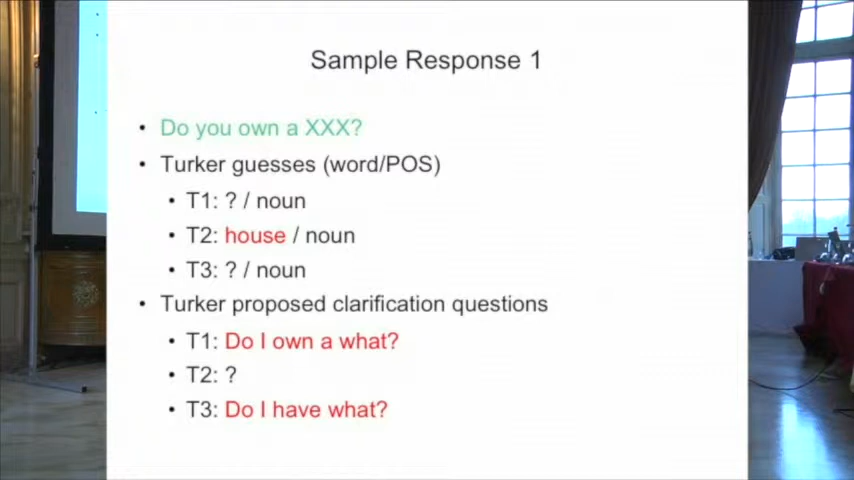 Sample Response 1
• Do you own a XXX?
• Turker guesses (word/POS)
• T1: ? / noun
• T2: house / noun
• T3: ? / noun
• Turker proposed clarification questions
• T1: Do I own a what?
• T2: ?
• T3: Do I have what?